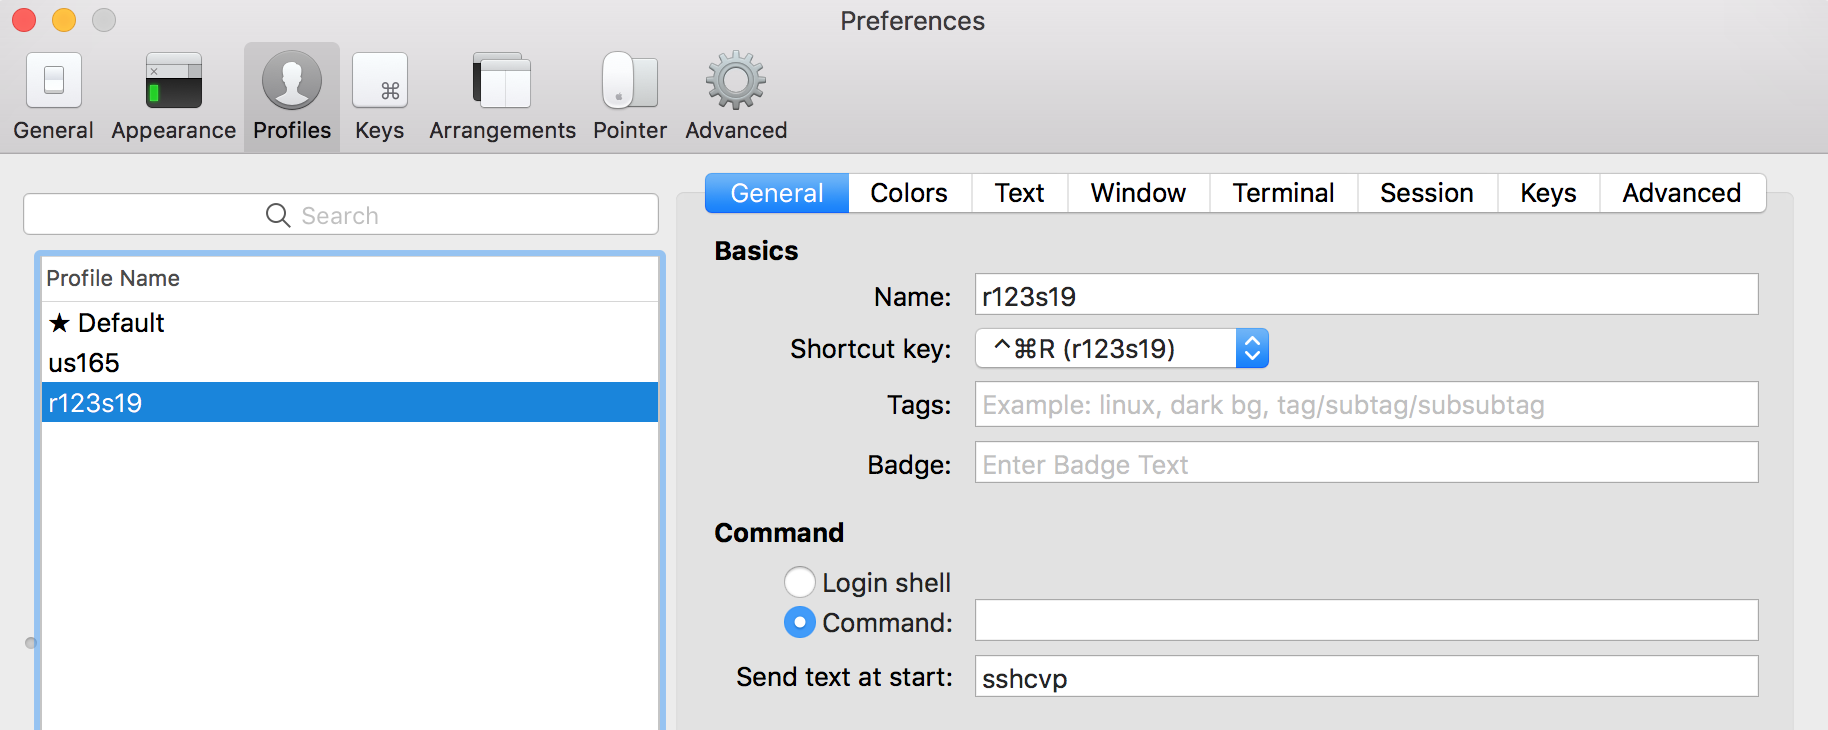 Preferences
General Appearance Profiles Keys Arrangements Pointer Advanced
Search
Profile Name
★ Default
us165
r123s19
General Colors Text Window Terminal Session Keys Advanced
Basics
Name: r123s19
Shortcut key: ^⌘R (r123s19)
Tags: Example: linux, dark bg, tag/subtag/subsubtag
Badge: Enter Badge Text
Command
Login shell
Command:
Send text at start: sshcvp